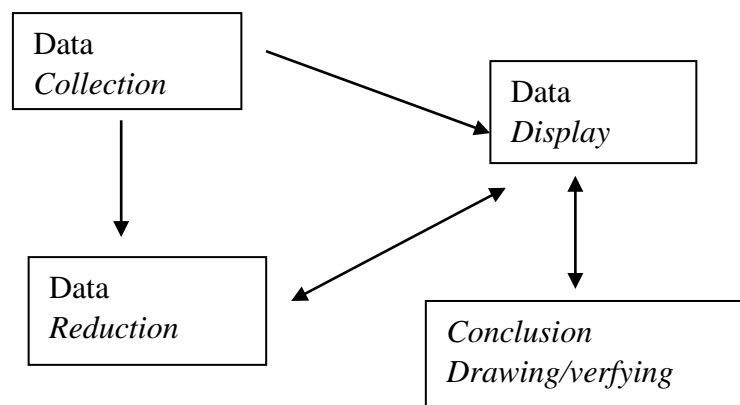 Data
Collection
Data
Display
Data
Reduction
Conclusion
Drawing/verfying